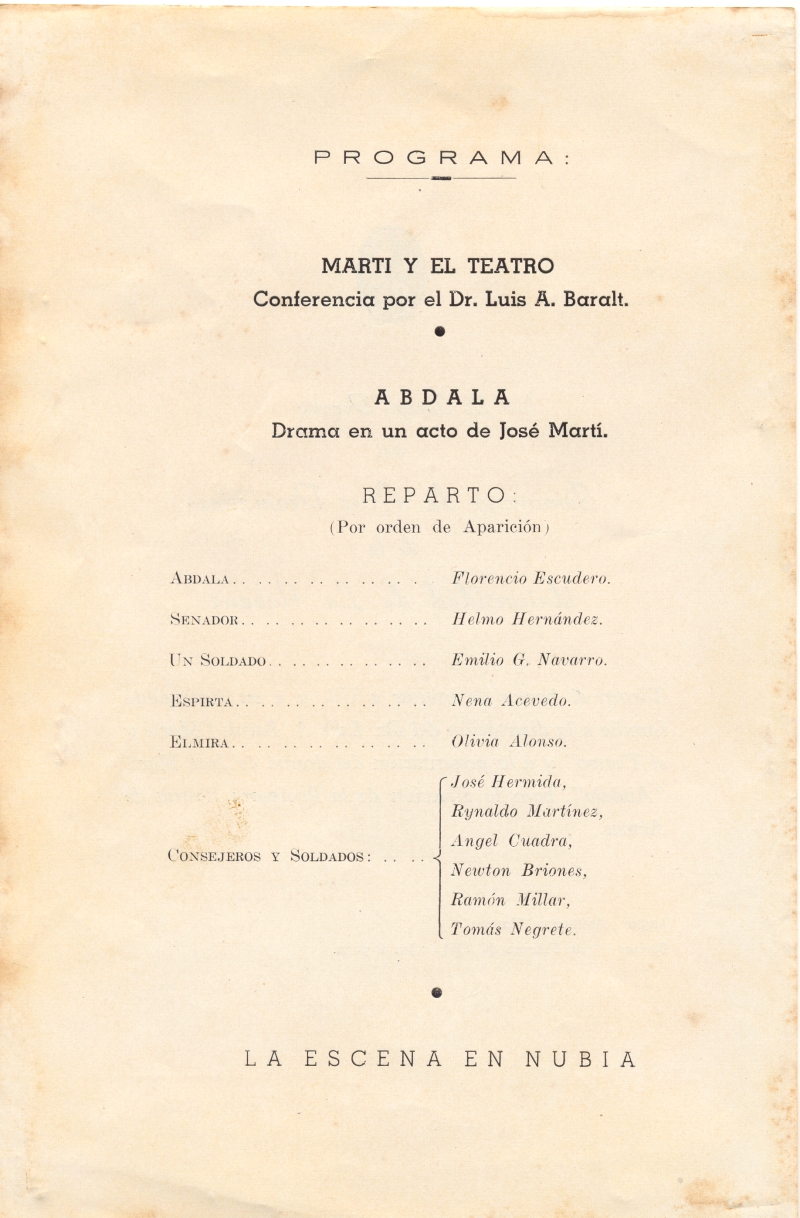 PROGRAMA:
MARTI Y EL TEATRO
Conferencia por el Dr. Luis A. Baralt.
ABDALA
Drama en un acto de José Martí.
REPARTO:
(Por orden de Aparición)
ABDALA. . . . . . . . . . . . . . . Florencio Escudero.
SENADOR. . . . . . . . . . . . . . . Helmo Hernández.
UN SOLDADO. . . . . . . . . . . . . Emilio G. Navarro.
ESPIRTA. . . . . . . . . . . . . . . Nena Acevedo.
ELMIRA. . . . . . . . . . . . . . . Olivia Alonso.
José Hermida,
Rynaldo Martínez,
Angel Cuadra,
CONSEJEROS Y SOLDADOS: . . . .
Newton Briones,
Ramón Millar,
Tomás Negrete.
LA ESCENA EN NUBIA